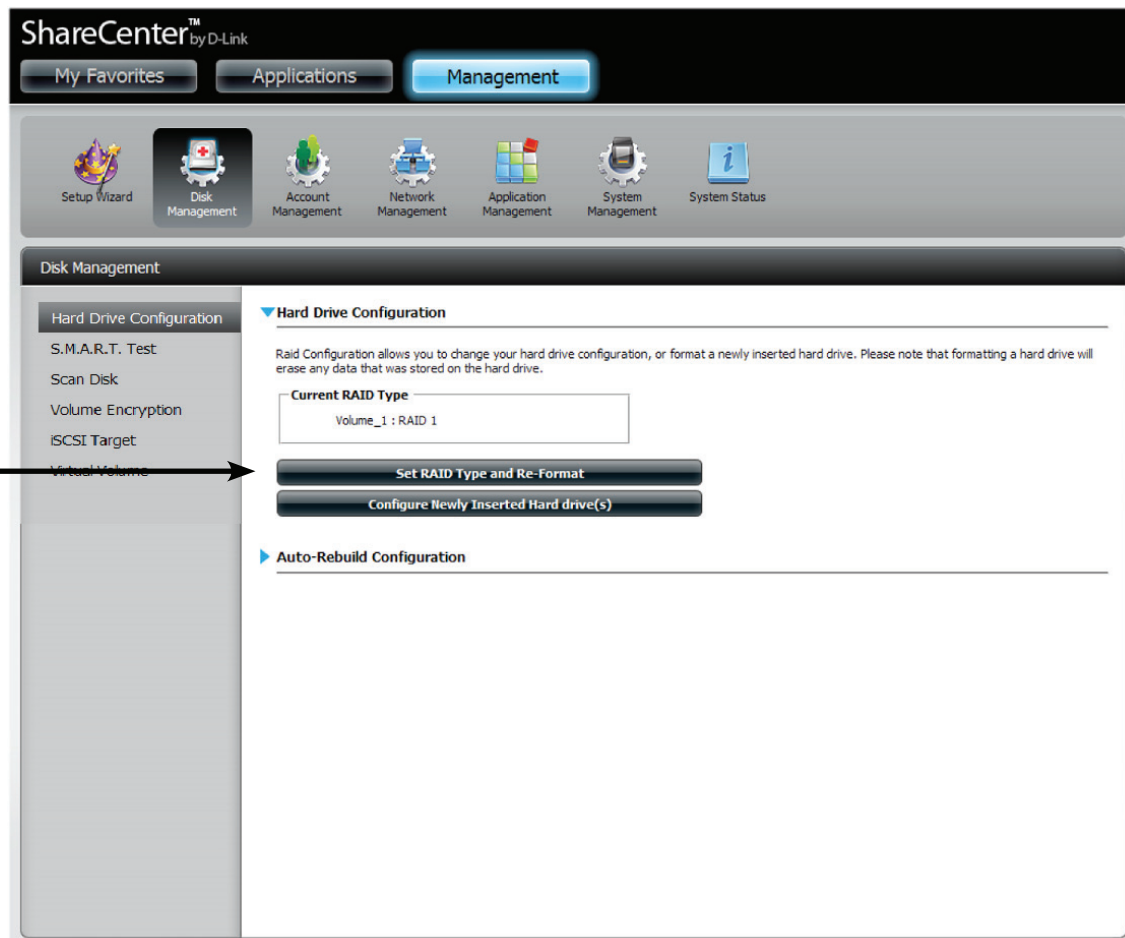 ShareCenter™ by D-Link
My Favorites
Applications
Management
Setup Wizard
Disk
Management
Account
Management
Network
Management
Application
Management
System
Management
System Status
Disk Management
Hard Drive Configuration
S.M.A.R.T. Test
Scan Disk
Volume Encryption
iSCSI Target
Virtual Volume
Hard Drive Configuration
Raid Configuration allows you to change your hard drive configuration, or format a newly inserted hard drive. Please note that formatting a hard drive will
erase any data that was stored on the hard drive.
Current RAID Type
Volume_1 : RAID 1
Set RAID Type and Re-Format
Configure Newly Inserted Hard drive(s)
Auto-Rebuild Configuration